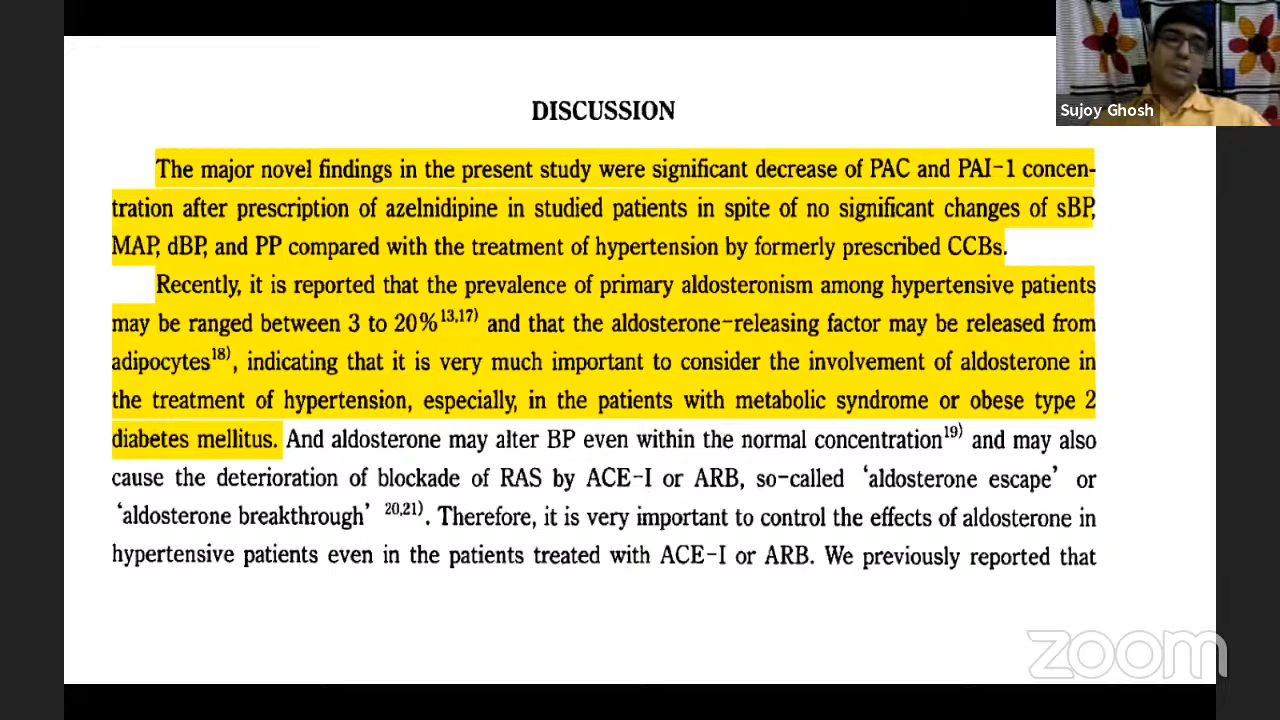 Sujoy Ghosh
DISCUSSION
The major novel findings in the present study were significant decrease of PAC and PAI-1 concen-
tration after prescription of azelnidipine in studied patients in spite of no significant changes of sBP,
MAP, dBP, and PP compared with the treatment of hypertension by formerly prescribed CCBs.
Recently, it is reported that the prevalence of primary aldosteronism among hypertensive patients
may be ranged between 3 to 20%13,17) and that the aldosterone-releasing factor may be released from
adipocytes18), indicating that it is very much important to consider the involvement of aldosterone in
the treatment of hypertension, especially, in the patients with metabolic syndrome or obese type 2
diabetes mellitus. And aldosterone may alter BP even within the normal concentration19) and may also
cause the deterioration of blockade of RAS by ACE-I or ARB, so-called 'aldosterone escape' or
'aldosterone breakthrough' 20,21). Therefore, it is very important to control the effects of aldosterone in
hypertensive patients even in the patients treated with ACE-I or ARB. We previously reported that
zoom